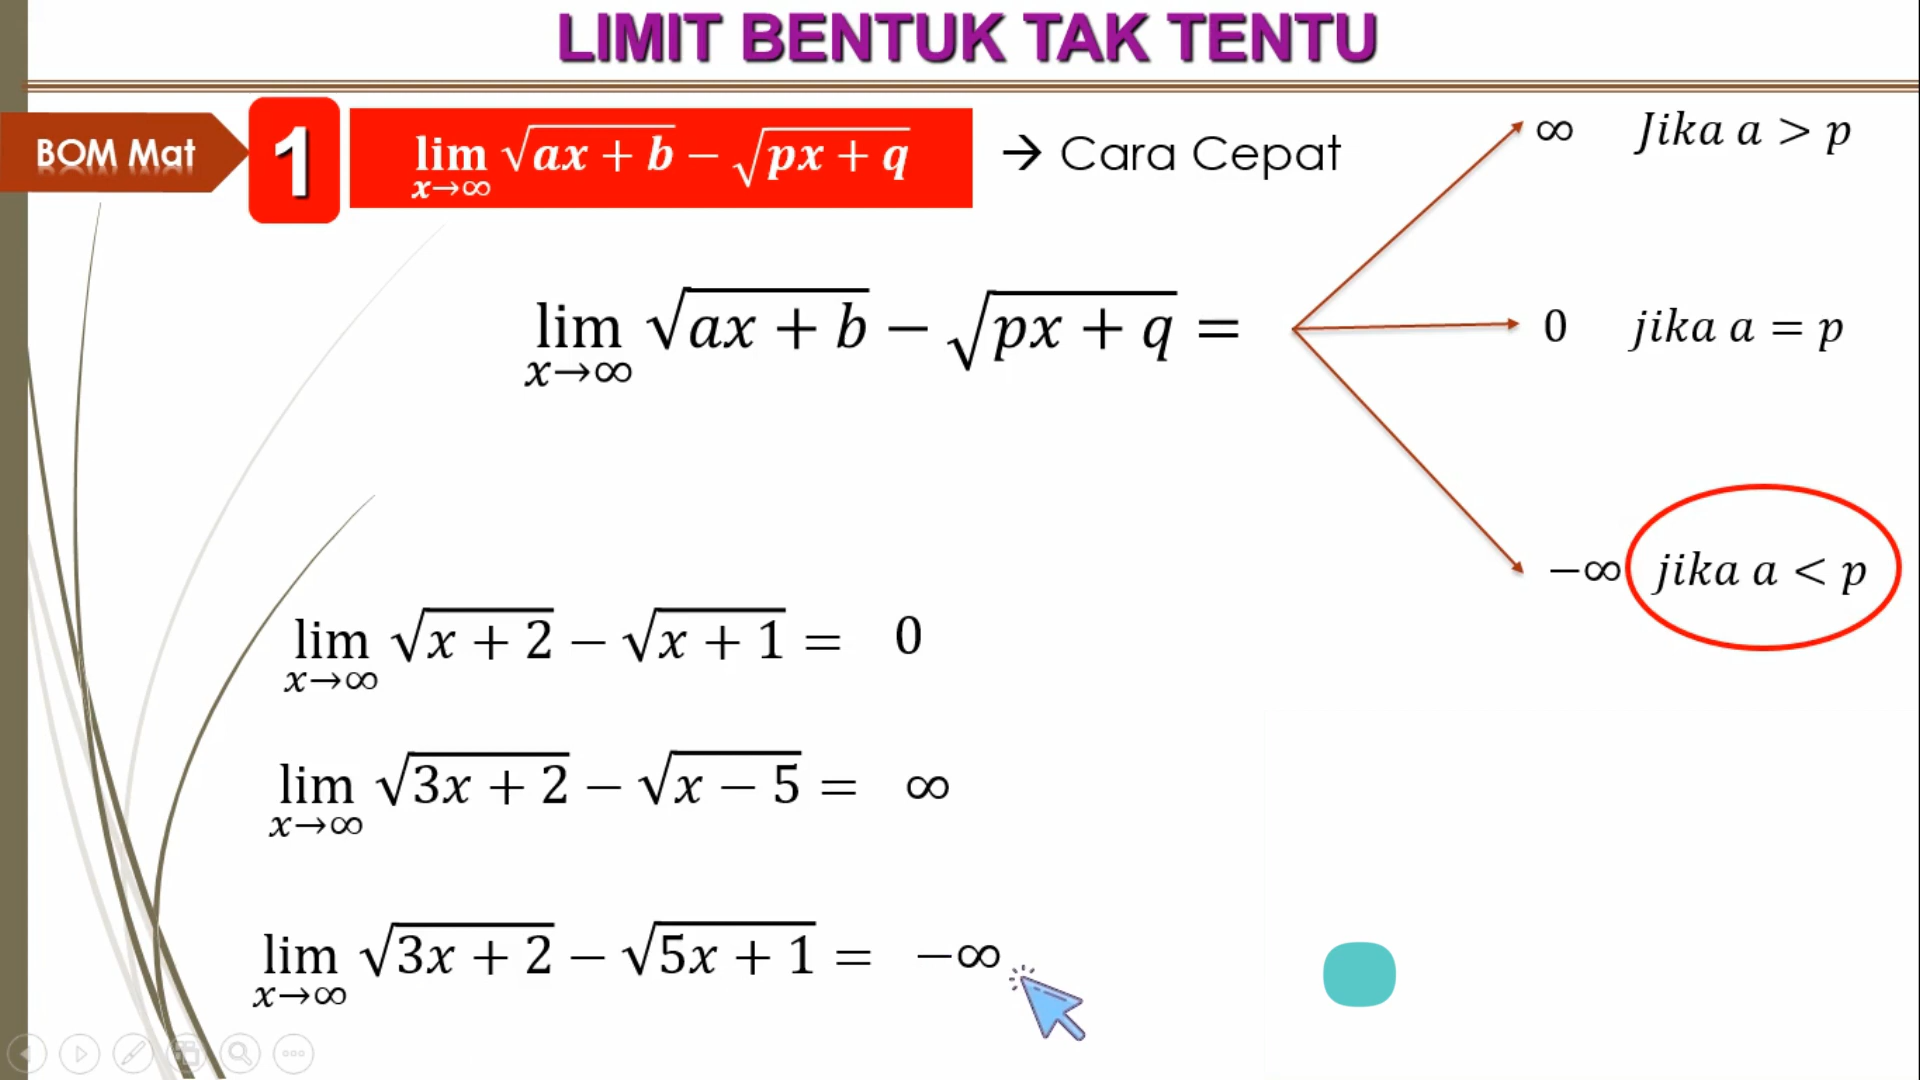 LIMIT BENTUK TAK TENTU
BOM Mat
1
lim x→∞ √(ax + b) − √(px + q)
→ Cara Cepat
∞ Jika a > p
lim x→∞ √(ax + b) − √(px + q) =
0 jika a = p
−∞ jika a < p
lim x→∞ √(x + 2) − √(x + 1) = 0
lim x→∞ √(3x + 2) − √(x − 5) = ∞
lim x→∞ √(3x + 2) − √(5x + 1) = −∞